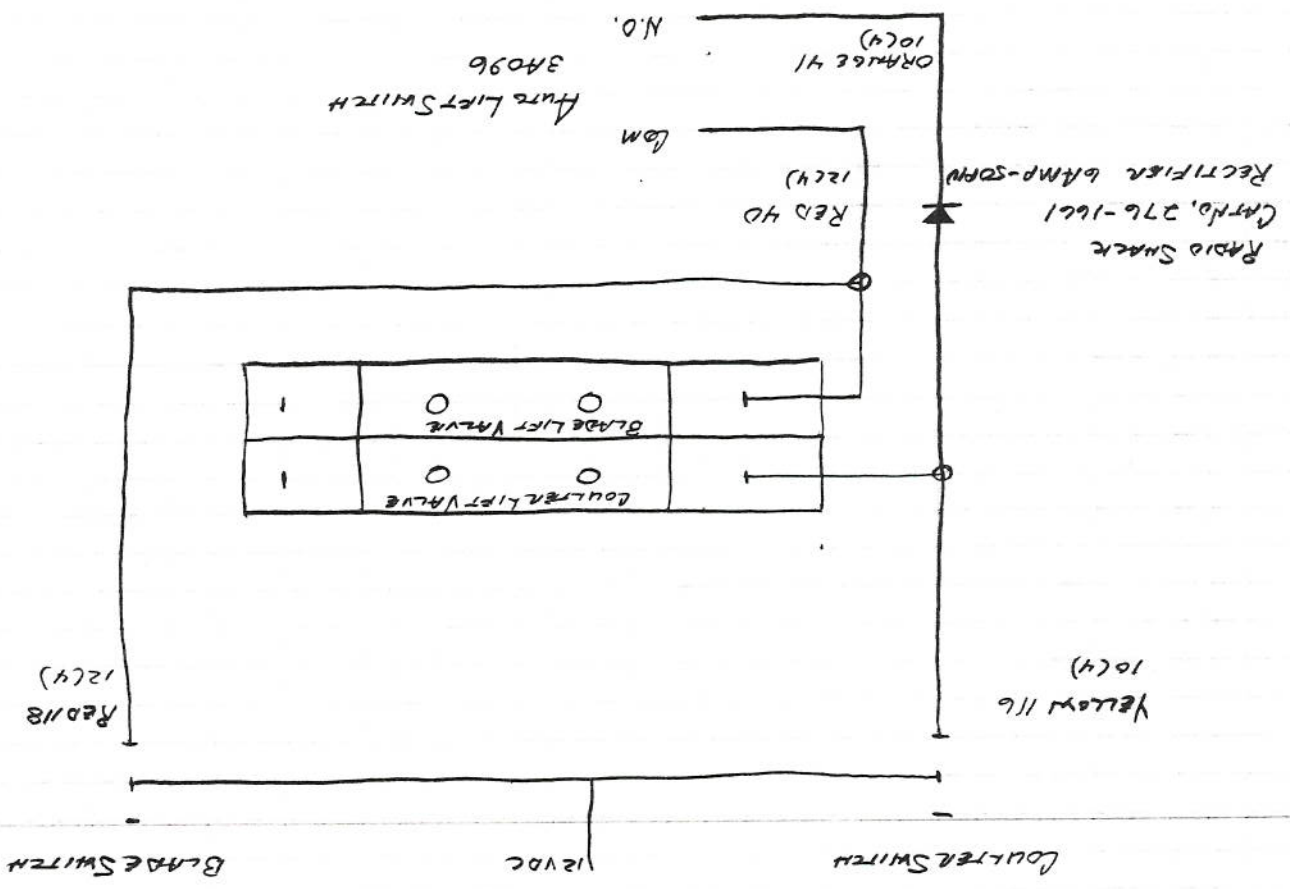 BLADE SWITCH
12VDC
COULTER SWITCH
RED 118
12(4)
YELLOW 116
10(4)
COULTER LIFT VALVE
BLADE LIFT VALVE
RADIO SHACK
CAT NO. 276-1661
RECTIFIER 6AMP-50PIV
RED 40
12(4)
COM
AUTO LIFT SWITCH
3A096
ORANGE 41
10(4)
N.O.